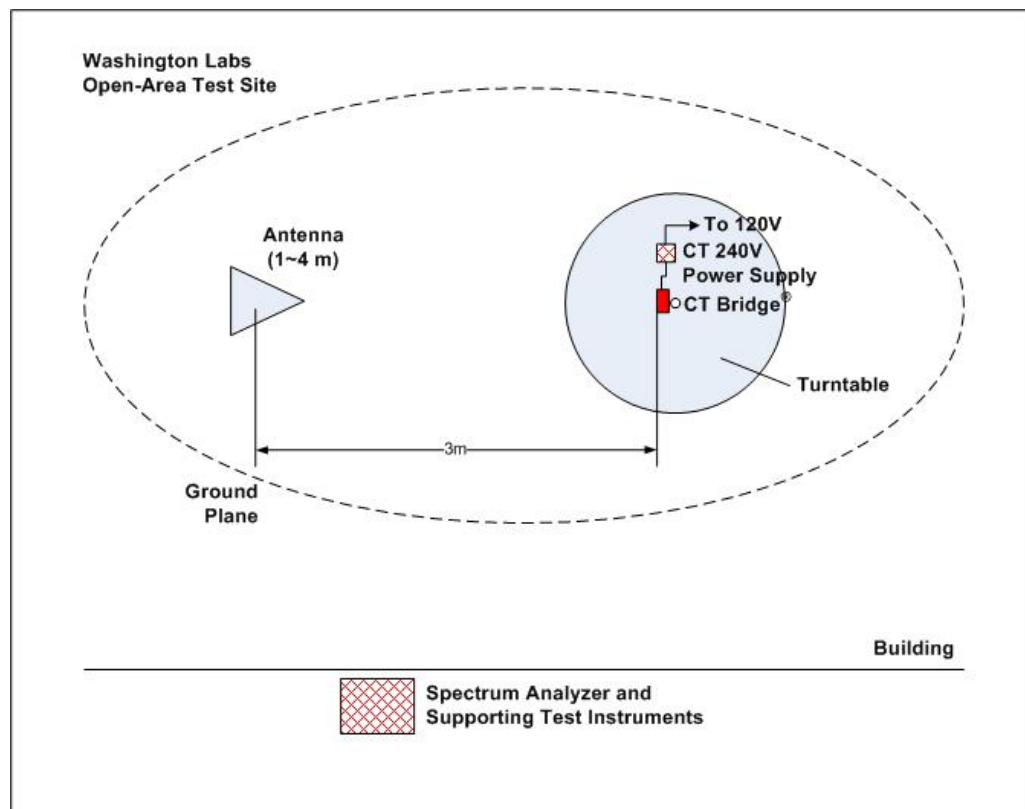 Washington Labs
Open-Area Test Site
Antenna
(1~4 m)
To 120V
CT 240V
Power Supply
CT Bridge®
Turntable
3m
Ground
Plane
Building
Spectrum Analyzer and
Supporting Test Instruments